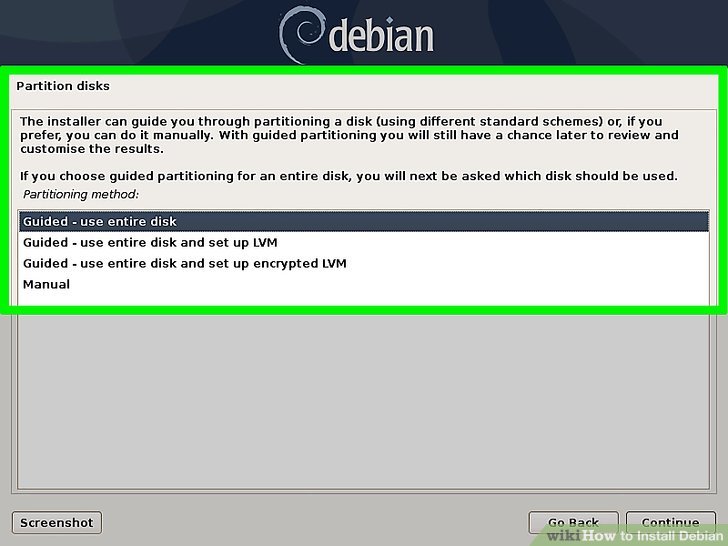 debian
Partition disks
The installer can guide you through partitioning a disk (using different standard schemes) or, if you
prefer, you can do it manually. With guided partitioning you will still have a chance later to review and
customise the results.
If you choose guided partitioning for an entire disk, you will next be asked which disk should be used.
Partitioning method:
Guided - use entire disk
Guided - use entire disk and set up LVM
Guided - use entire disk and set up encrypted LVM
Manual
Screenshot
Go Back
Continue
wikiHow to Install Debian